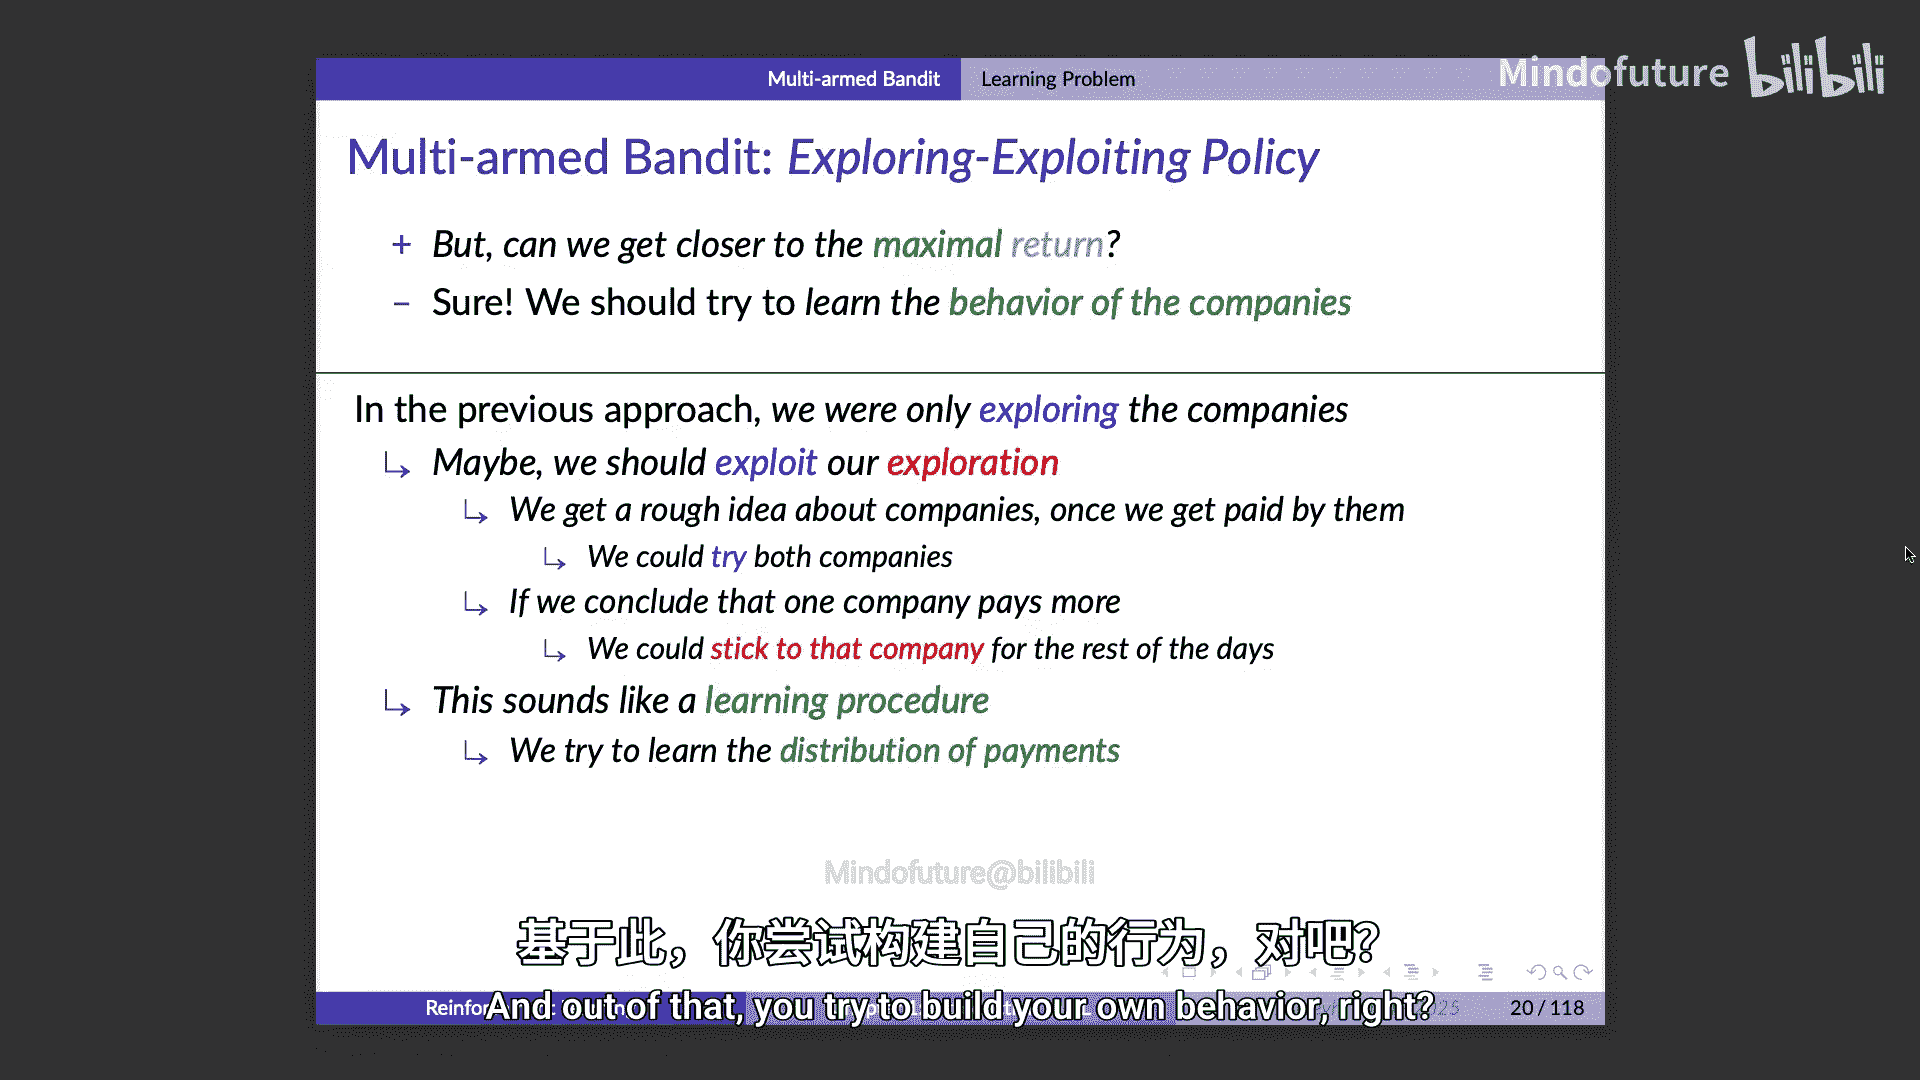 Multi-armed Bandit Learning Problem
Mindofuture bilibili
Multi-armed Bandit: Exploring-Exploiting Policy
+ But, can we get closer to the maximal return?
– Sure! We should try to learn the behavior of the companies
In the previous approach, we were only exploring the companies
↳ Maybe, we should exploit our exploration
↳ We get a rough idea about companies, once we get paid by them
↳ We could try both companies
↳ If we conclude that one company pays more
↳ We could stick to that company for the rest of the days
↳ This sounds like a learning procedure
↳ We try to learn the distribution of payments
Mindofuture@bilibili
基于此，你尝试构建自己的行为，对吧？
And out of that, you try to build your own behavior, right?
20 / 118